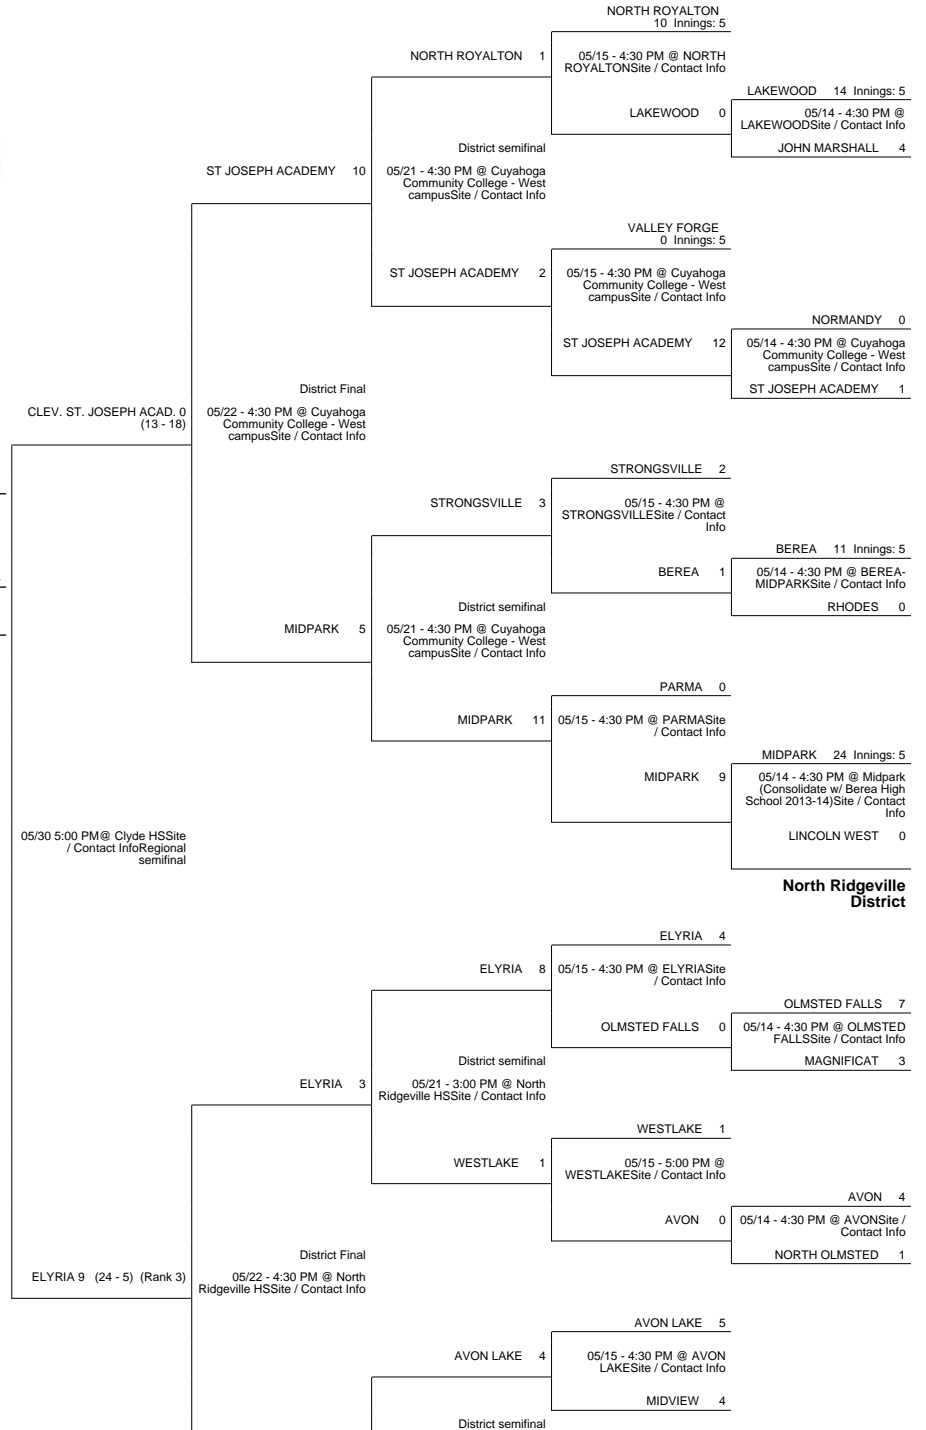 NORTH ROYALTON
10 Innings: 5
NORTH ROYALTON 1
05/15 - 4:30 PM @ NORTH
ROYALTONSite / Contact Info
LAKEWOOD 14 Innings: 5
LAKEWOOD 0
05/14 - 4:30 PM @
LAKEWOODSite / Contact Info
JOHN MARSHALL 4
District semifinal
ST JOSEPH ACADEMY 10
05/21 - 4:30 PM @ Cuyahoga
Community College - West
campusSite / Contact Info
VALLEY FORGE
0 Innings: 5
ST JOSEPH ACADEMY 2
05/15 - 4:30 PM @ Cuyahoga
Community College - West
campusSite / Contact Info
NORMANDY 0
ST JOSEPH ACADEMY 12
05/14 - 4:30 PM @ Cuyahoga
Community College - West
campusSite / Contact Info
ST JOSEPH ACADEMY 1
District Final
CLEV. ST. JOSEPH ACAD. 0
(13 - 18)
05/22 - 4:30 PM @ Cuyahoga
Community College - West
campusSite / Contact Info
STRONGSVILLE 2
STRONGSVILLE 3
05/15 - 4:30 PM @
STRONGSVILLESite / Contact
Info
BEREA 11 Innings: 5
BEREA 1
05/14 - 4:30 PM @ BEREA-
MIDPARKSite / Contact Info
RHODES 0
District semifinal
MIDPARK 5
05/21 - 4:30 PM @ Cuyahoga
Community College - West
campusSite / Contact Info
PARMA 0
MIDPARK 11
05/15 - 4:30 PM @ PARMASite
/ Contact Info
MIDPARK 24 Innings: 5
MIDPARK 9
05/14 - 4:30 PM @ Midpark
(Consolidate w/ Berea High
School 2013-14)Site / Contact
Info
LINCOLN WEST 0
05/30 5:00 PM@ Clyde HSSite
/ Contact InfoRegional
semifinal
North Ridgeville
District
ELYRIA 4
ELYRIA 8
05/15 - 4:30 PM @ ELYRIASite
/ Contact Info
OLMSTED FALLS 7
OLMSTED FALLS 0
05/14 - 4:30 PM @ OLMSTED
FALLSSite / Contact Info
MAGNIFICAT 3
District semifinal
ELYRIA 3
05/21 - 3:00 PM @ North
Ridgeville HSSite / Contact Info
WESTLAKE 1
WESTLAKE 1
05/15 - 5:00 PM @
WESTLAKESite / Contact Info
AVON 4
AVON 0
05/14 - 4:30 PM @ AVONSite /
Contact Info
NORTH OLMSTED 1
District Final
ELYRIA 9 (24 - 5) (Rank 3)
05/22 - 4:30 PM @ North
Ridgeville HSSite / Contact Info
AVON LAKE 5
AVON LAKE 4
05/15 - 4:30 PM @ AVON
LAKESite / Contact Info
MIDVIEW 4
District semifinal